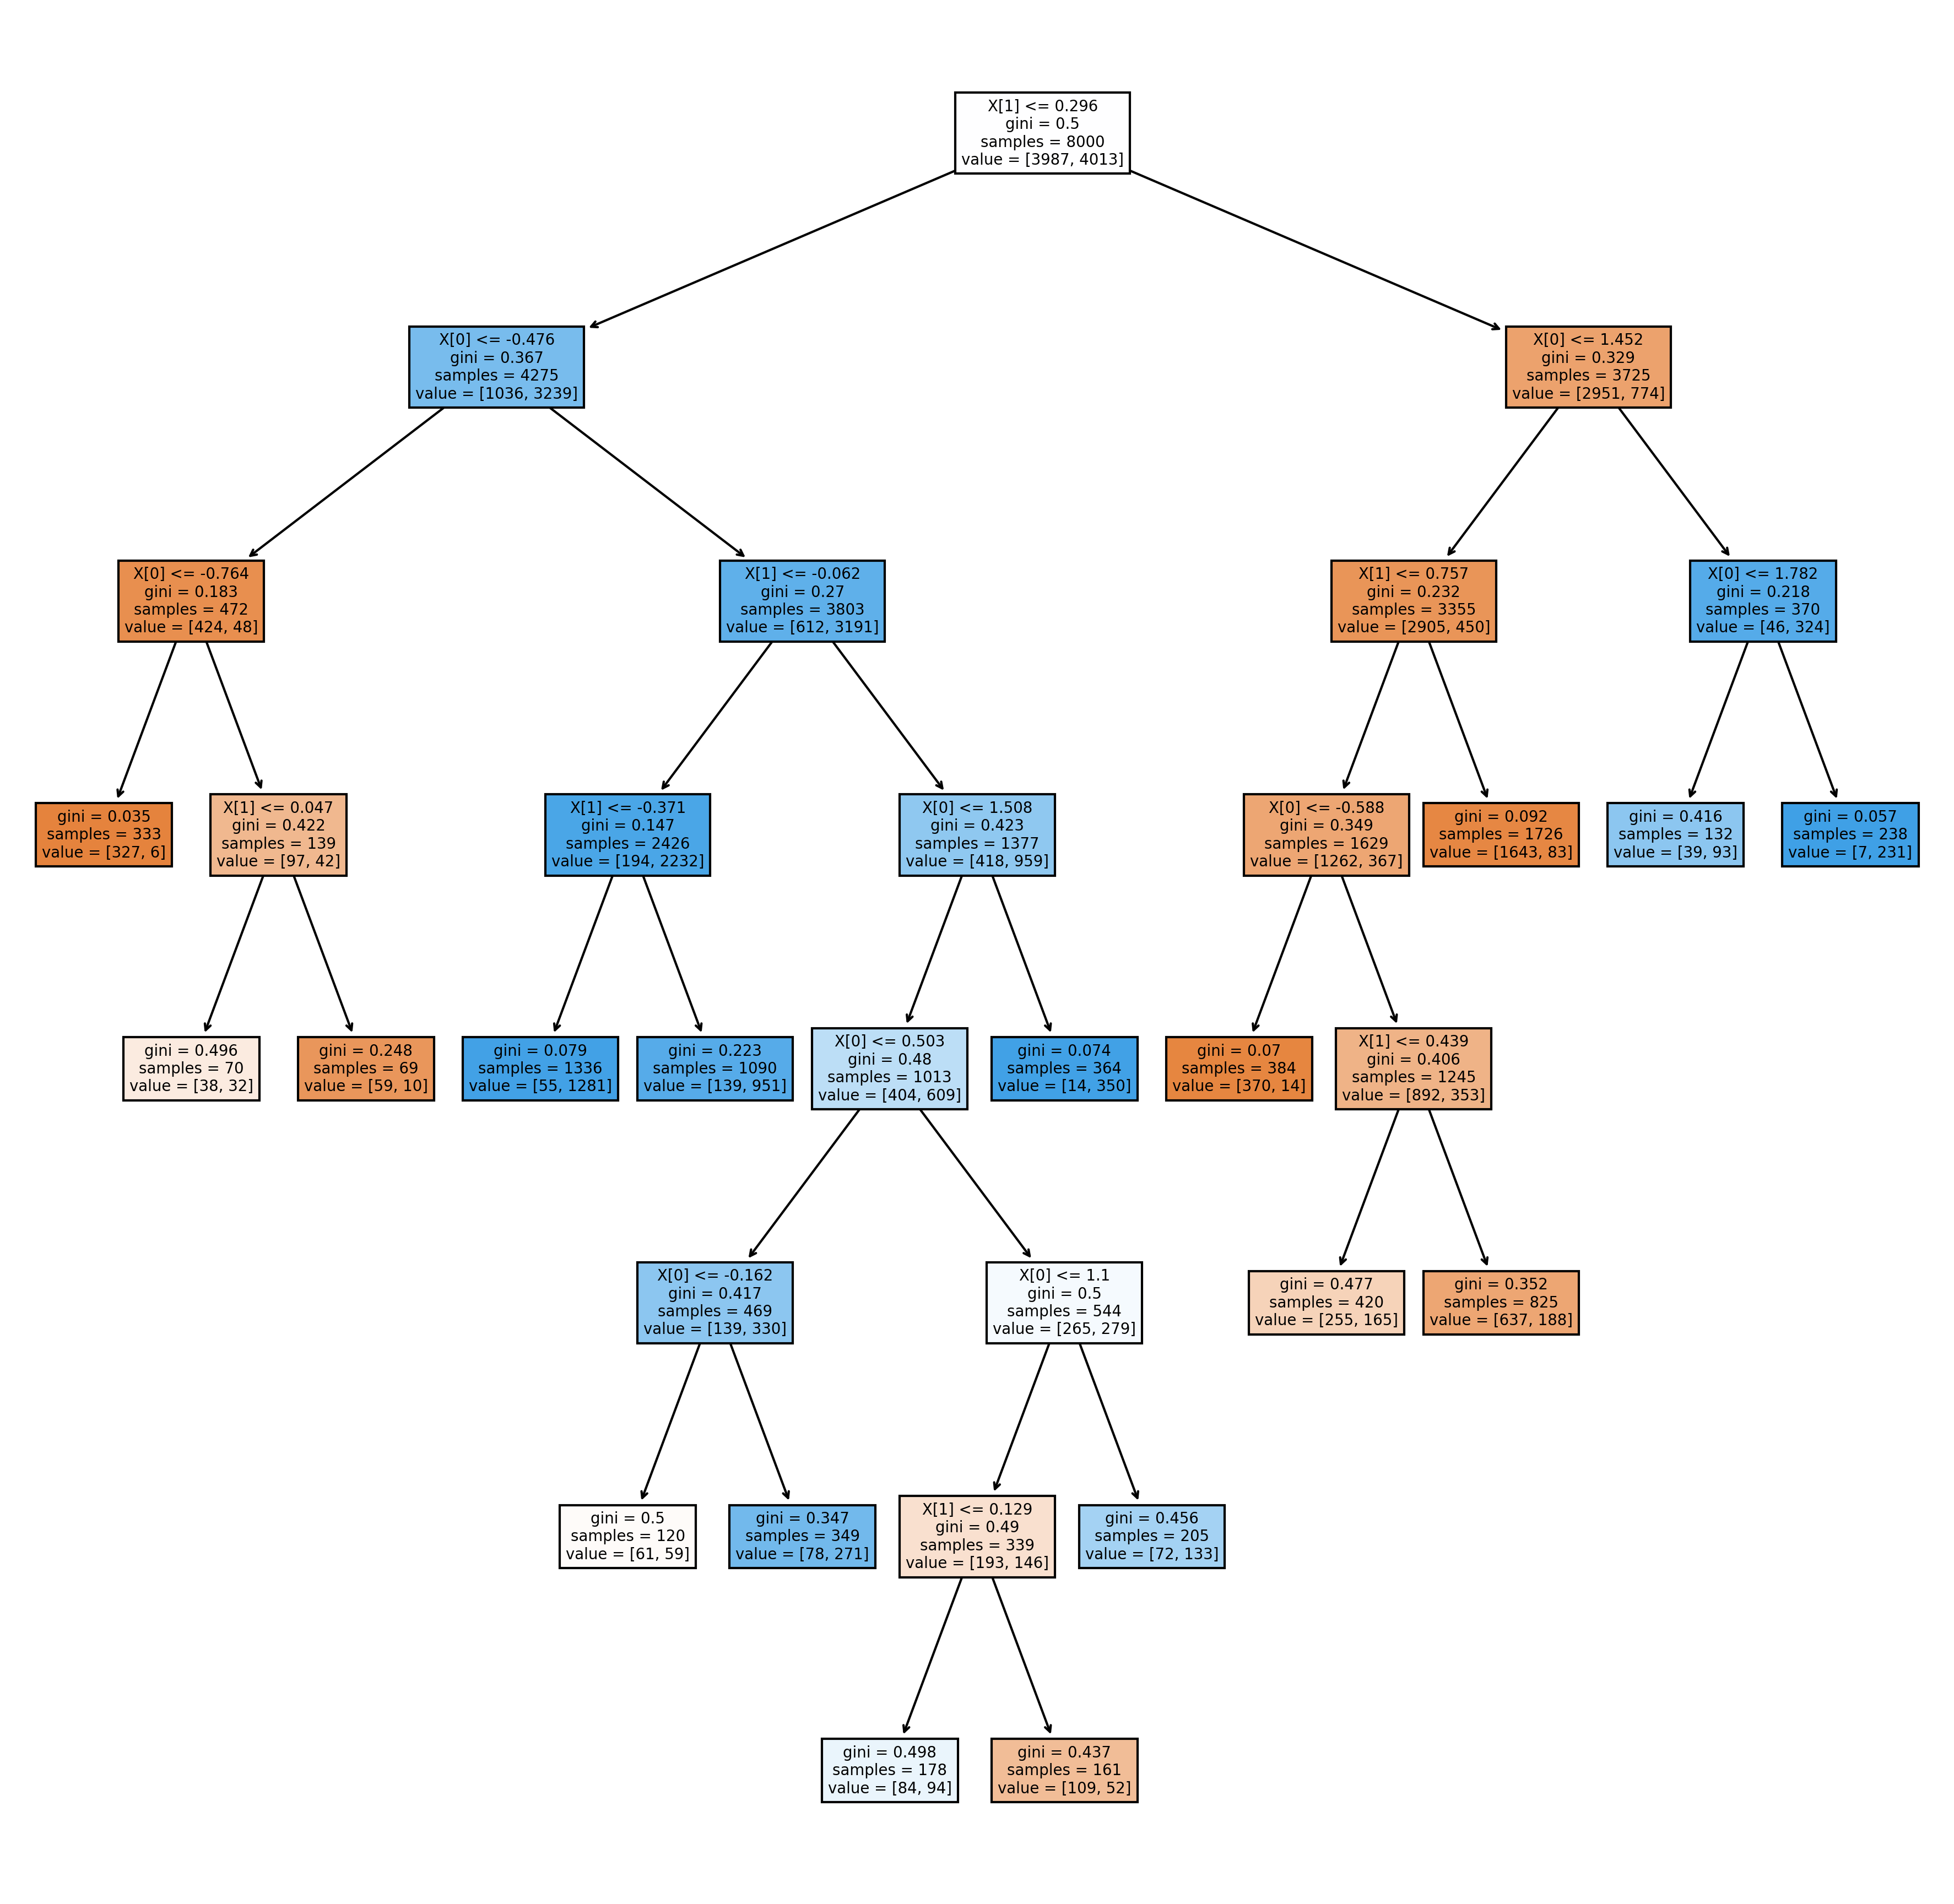 X[1] <= 0.296
gini = 0.5
samples = 8000
value = [3987, 4013]
X[0] <= -0.476
gini = 0.367
samples = 4275
value = [1036, 3239]
X[0] <= 1.452
gini = 0.329
samples = 3725
value = [2951, 774]
X[0] <= -0.764
gini = 0.183
samples = 472
value = [424, 48]
X[1] <= -0.062
gini = 0.27
samples = 3803
value = [612, 3191]
X[1] <= 0.757
gini = 0.232
samples = 3355
value = [2905, 450]
X[0] <= 1.782
gini = 0.218
samples = 370
value = [46, 324]
gini = 0.035
samples = 333
value = [327, 6]
X[1] <= 0.047
gini = 0.422
samples = 139
value = [97, 42]
X[1] <= -0.371
gini = 0.147
samples = 2426
value = [194, 2232]
X[0] <= 1.508
gini = 0.423
samples = 1377
value = [418, 959]
X[0] <= -0.588
gini = 0.349
samples = 1629
value = [1262, 367]
gini = 0.092
samples = 1726
value = [1643, 83]
gini = 0.416
samples = 132
value = [39, 93]
gini = 0.057
samples = 238
value = [7, 231]
gini = 0.496
samples = 70
value = [38, 32]
gini = 0.248
samples = 69
value = [59, 10]
gini = 0.079
samples = 1336
value = [55, 1281]
gini = 0.223
samples = 1090
value = [139, 951]
X[0] <= 0.503
gini = 0.48
samples = 1013
value = [404, 609]
gini = 0.074
samples = 364
value = [14, 350]
gini = 0.07
samples = 384
value = [370, 14]
X[1] <= 0.439
gini = 0.406
samples = 1245
value = [892, 353]
X[0] <= -0.162
gini = 0.417
samples = 469
value = [139, 330]
X[0] <= 1.1
gini = 0.5
samples = 544
value = [265, 279]
gini = 0.477
samples = 420
value = [255, 165]
gini = 0.352
samples = 825
value = [637, 188]
gini = 0.5
samples = 120
value = [61, 59]
gini = 0.347
samples = 349
value = [78, 271]
X[1] <= 0.129
gini = 0.49
samples = 339
value = [193, 146]
gini = 0.456
samples = 205
value = [72, 133]
gini = 0.498
samples = 178
value = [84, 94]
gini = 0.437
samples = 161
value = [109, 52]